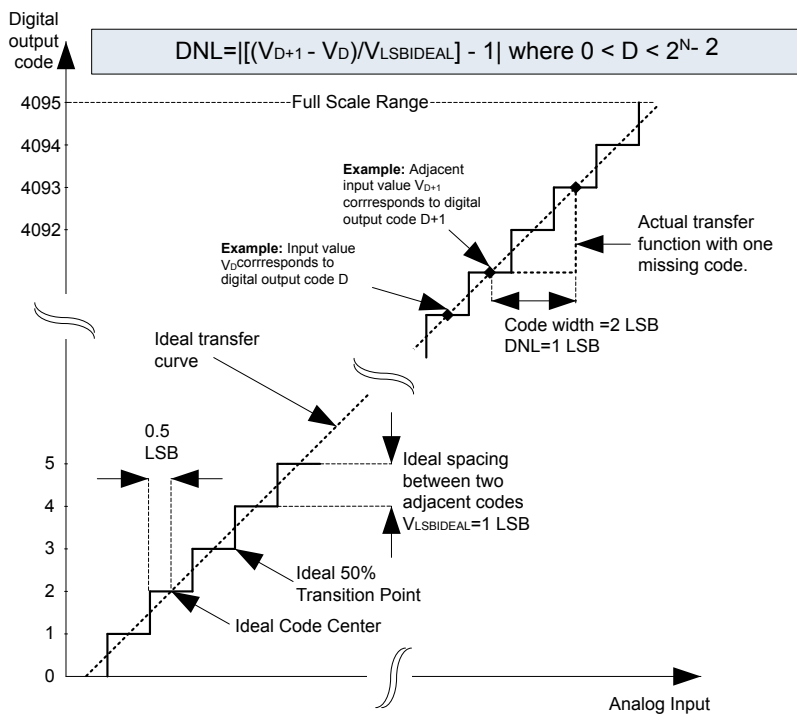 Digital
output
code
DNL=|[(VD+1 - VD)/VLSBIDEAL] - 1| where 0 < D < 2^N - 2
4095
Full Scale Range
4094
4093
4092
Example: Adjacent
input value VD+1
corrresponds to digital
output code D+1
Example: Input value
VDcorrresponds to
digital output code D
Actual transfer
function with one
missing code.
Code width =2 LSB
DNL=1 LSB
Ideal transfer
curve
0.5
LSB
5
4
3
2
1
0
Ideal spacing
between two
adjacent codes
VLSBIDEAL=1 LSB
Ideal 50%
Transition Point
Ideal Code Center
Analog Input